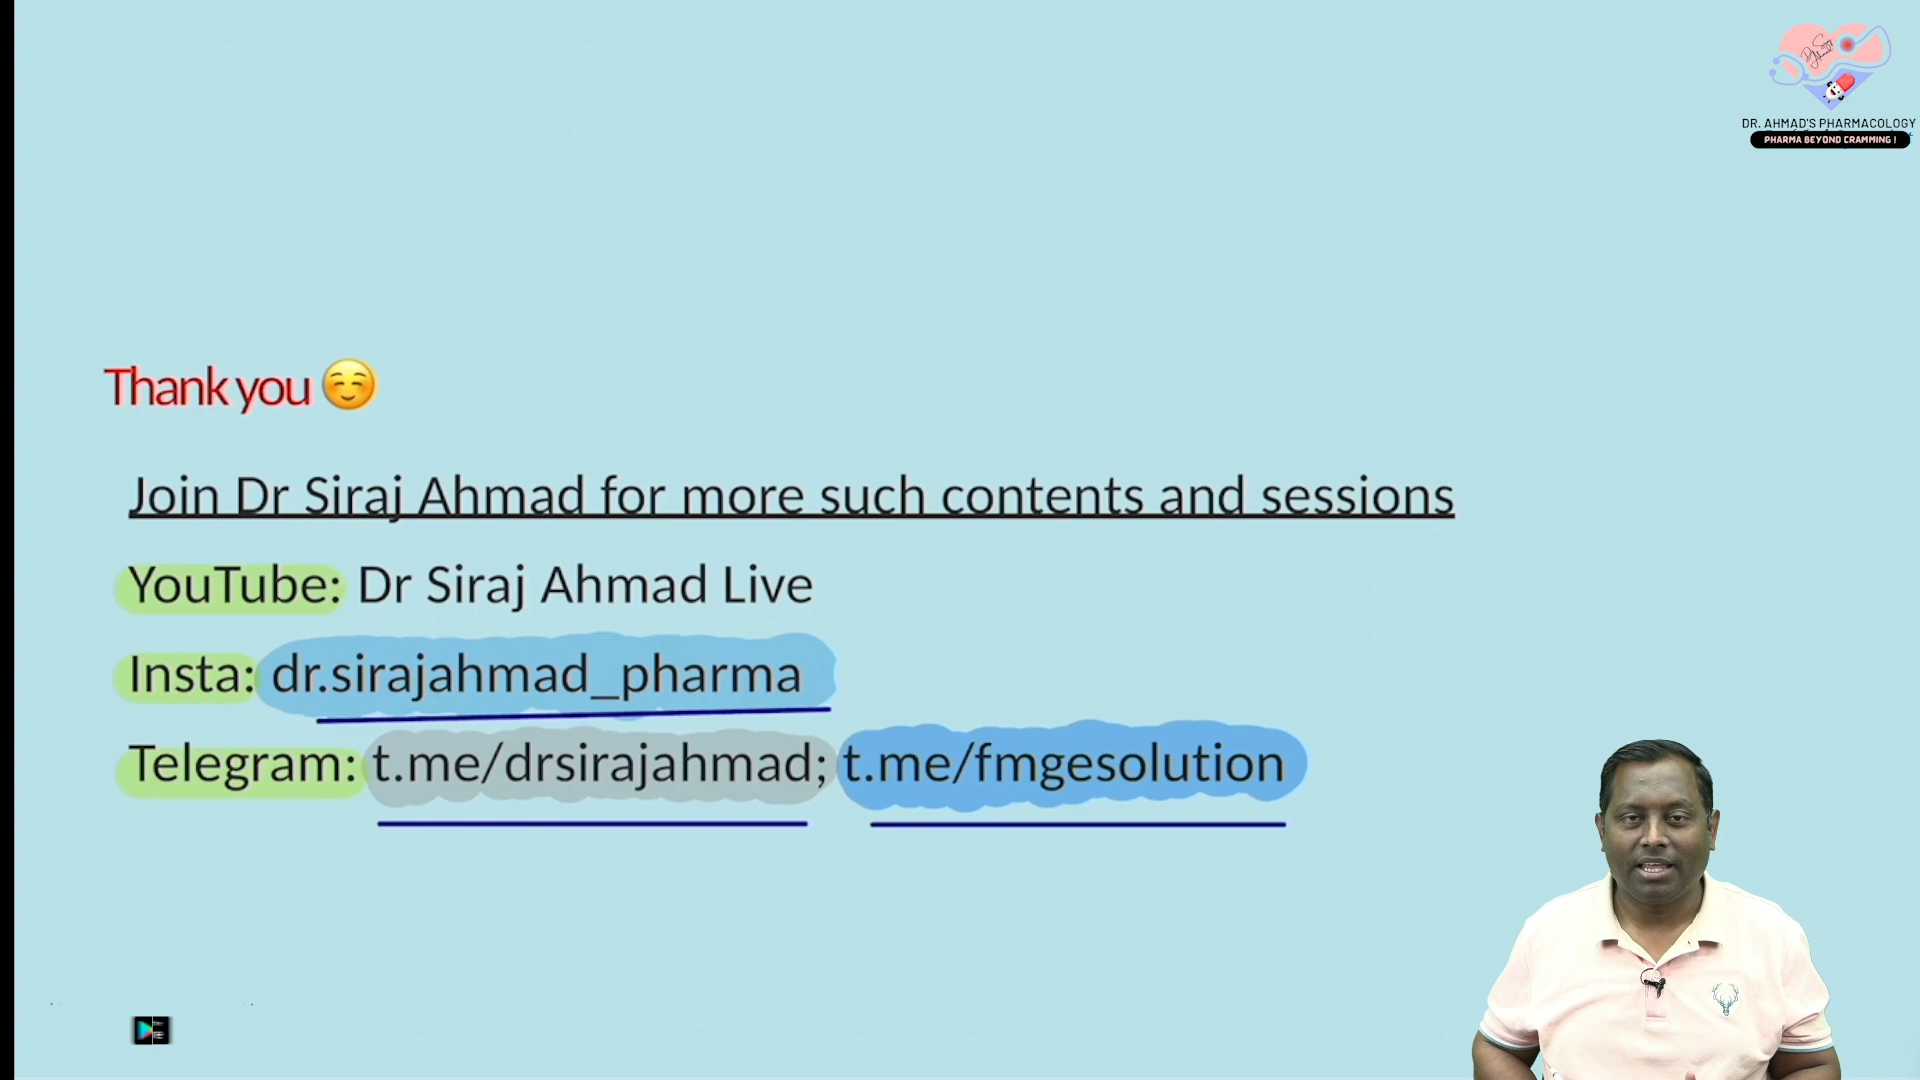 DR. AHMAD'S PHARMACOLOGY
PHARMA BEYOND CRAMMING !
Thank you ☺️
Join Dr Siraj Ahmad for more such contents and sessions
YouTube: Dr Siraj Ahmad Live
Insta: dr.sirajahmad_pharma
Telegram: t.me/drsirajahmad; t.me/fmgesolution